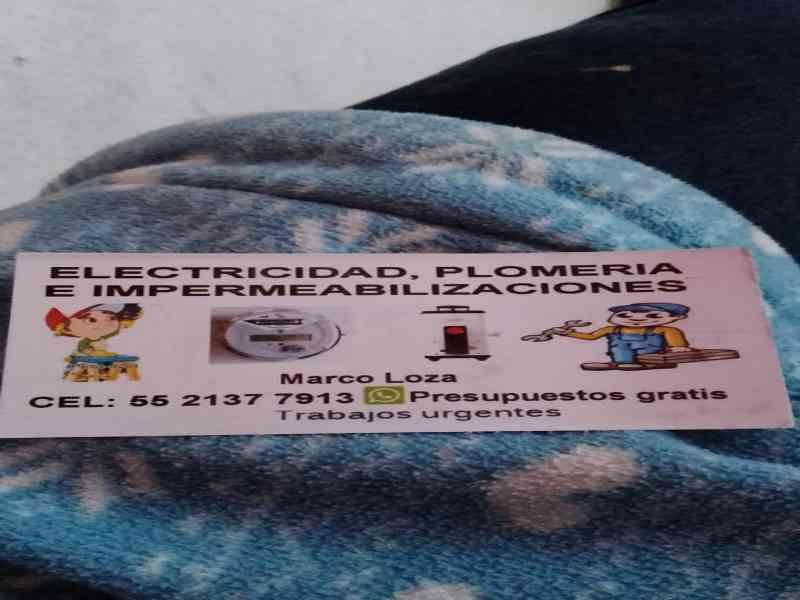 ELECTRICIDAD, PLOMERIA
E IMPERMEABILIZACIONES
Marco Loza
CEL: 55 2137 7913 Presupuestos gratis
Trabajos urgentes